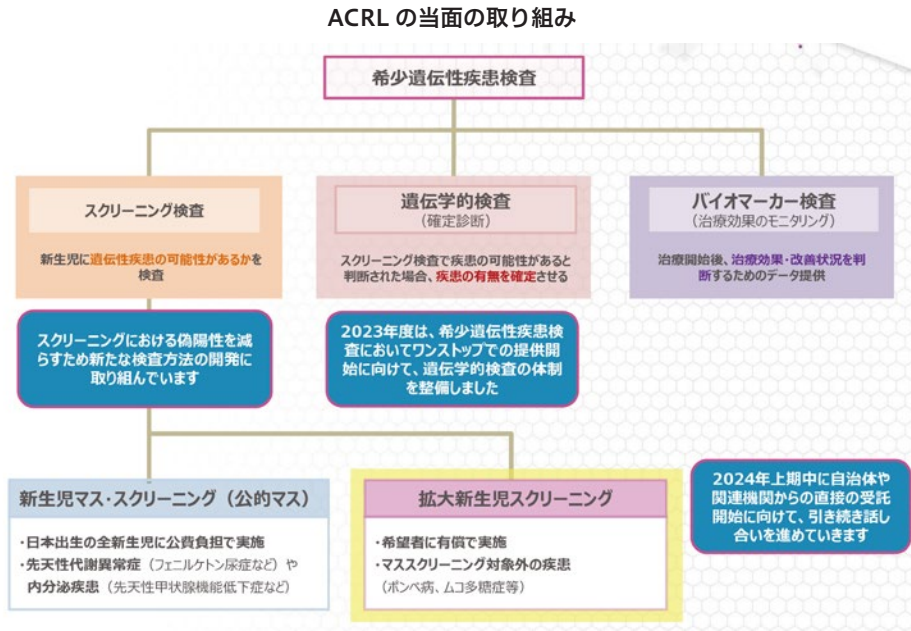 ACRL の当面の取り組み
希少遺伝性疾患検査
スクリーニング検査
新生児に遺伝性疾患の可能性があるかを
検査
遺伝学的検査
(確定診断)
スクリーニング検査で疾患の可能性があると
判断された場合、疾患の有無を確定させる
バイオマーカー検査
(治療効果のモニタリング)
治療開始後、治療効果・改善状況を判
断するためのデータ提供
スクリーニングにおける偽陽性を減
らすため新たな検査方法の開発に
取り組んでいます
2023年度は、希少遺伝性疾患検
査においてワンストップでの提供開
始に向けて、遺伝学的検査の体制
を整備しました
新生児マス・スクリーニング（公的マス）
・日本出生の全新生児に公費負担で実施
・先天性代謝異常症（フェニルケトン尿症など）や
内分泌疾患（先天性甲状腺機能低下症など）
拡大新生児スクリーニング
・希望者に有償で実施
・マススクリーニング対象外の疾患
（ポンペ病、ムコ多糖症等）
2024年上期中に自治体や
関連機関からの直接の受託
開始に向けて、引き続き話し
合いを進めていきます